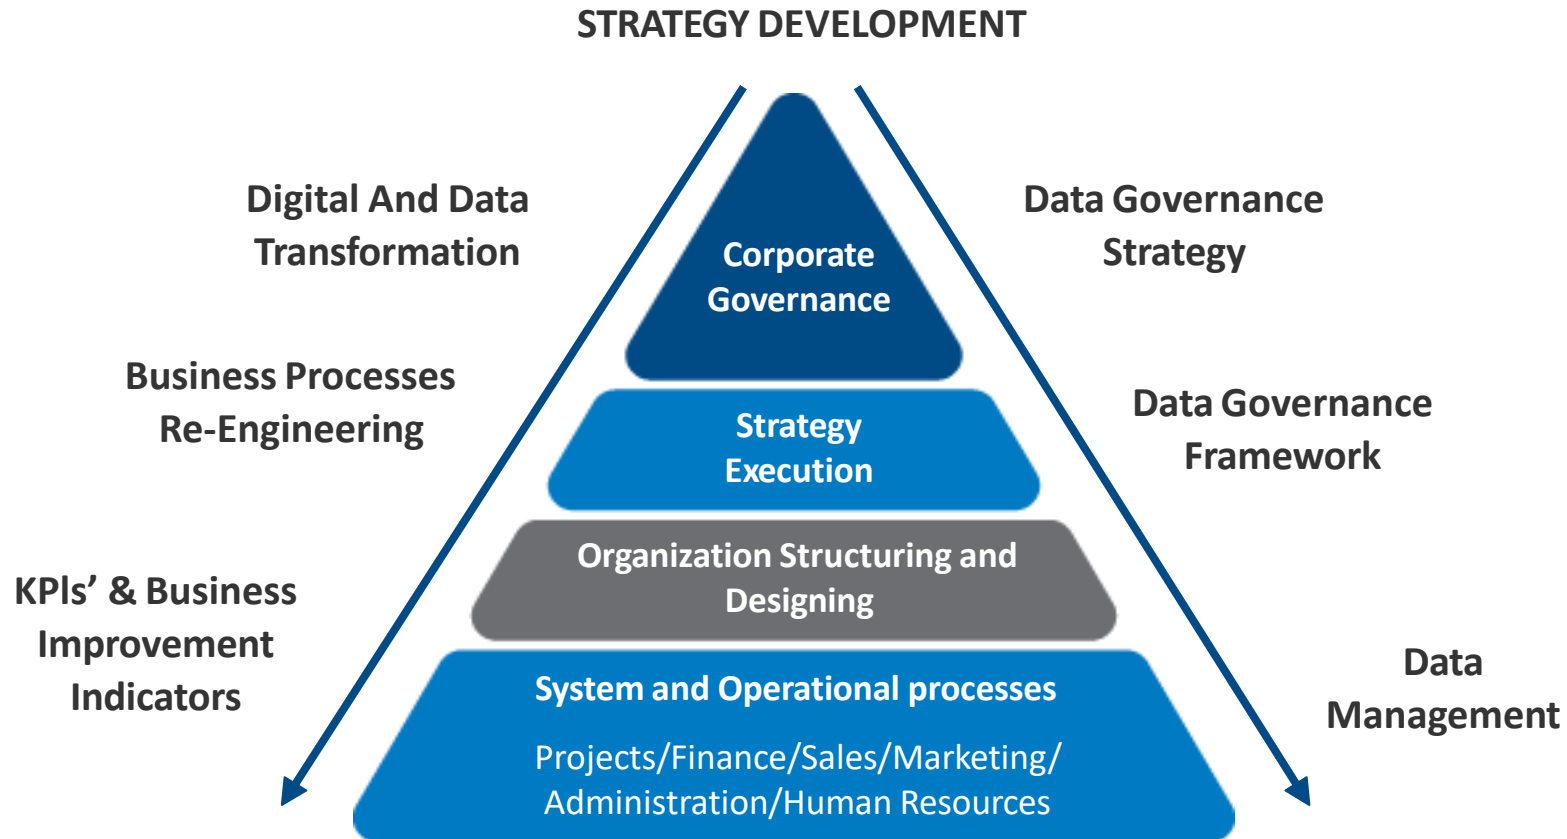 STRATEGY DEVELOPMENT
Digital And Data
Transformation
Business Processes
Re-Engineering
KPIs’ & Business
Improvement
Indicators
Corporate
Governance
Strategy
Execution
Organization Structuring and
Designing
System and Operational processes
Projects/Finance/Sales/Marketing/
Administration/Human Resources
Data Governance
Strategy
Data Governance
Framework
Data
Management